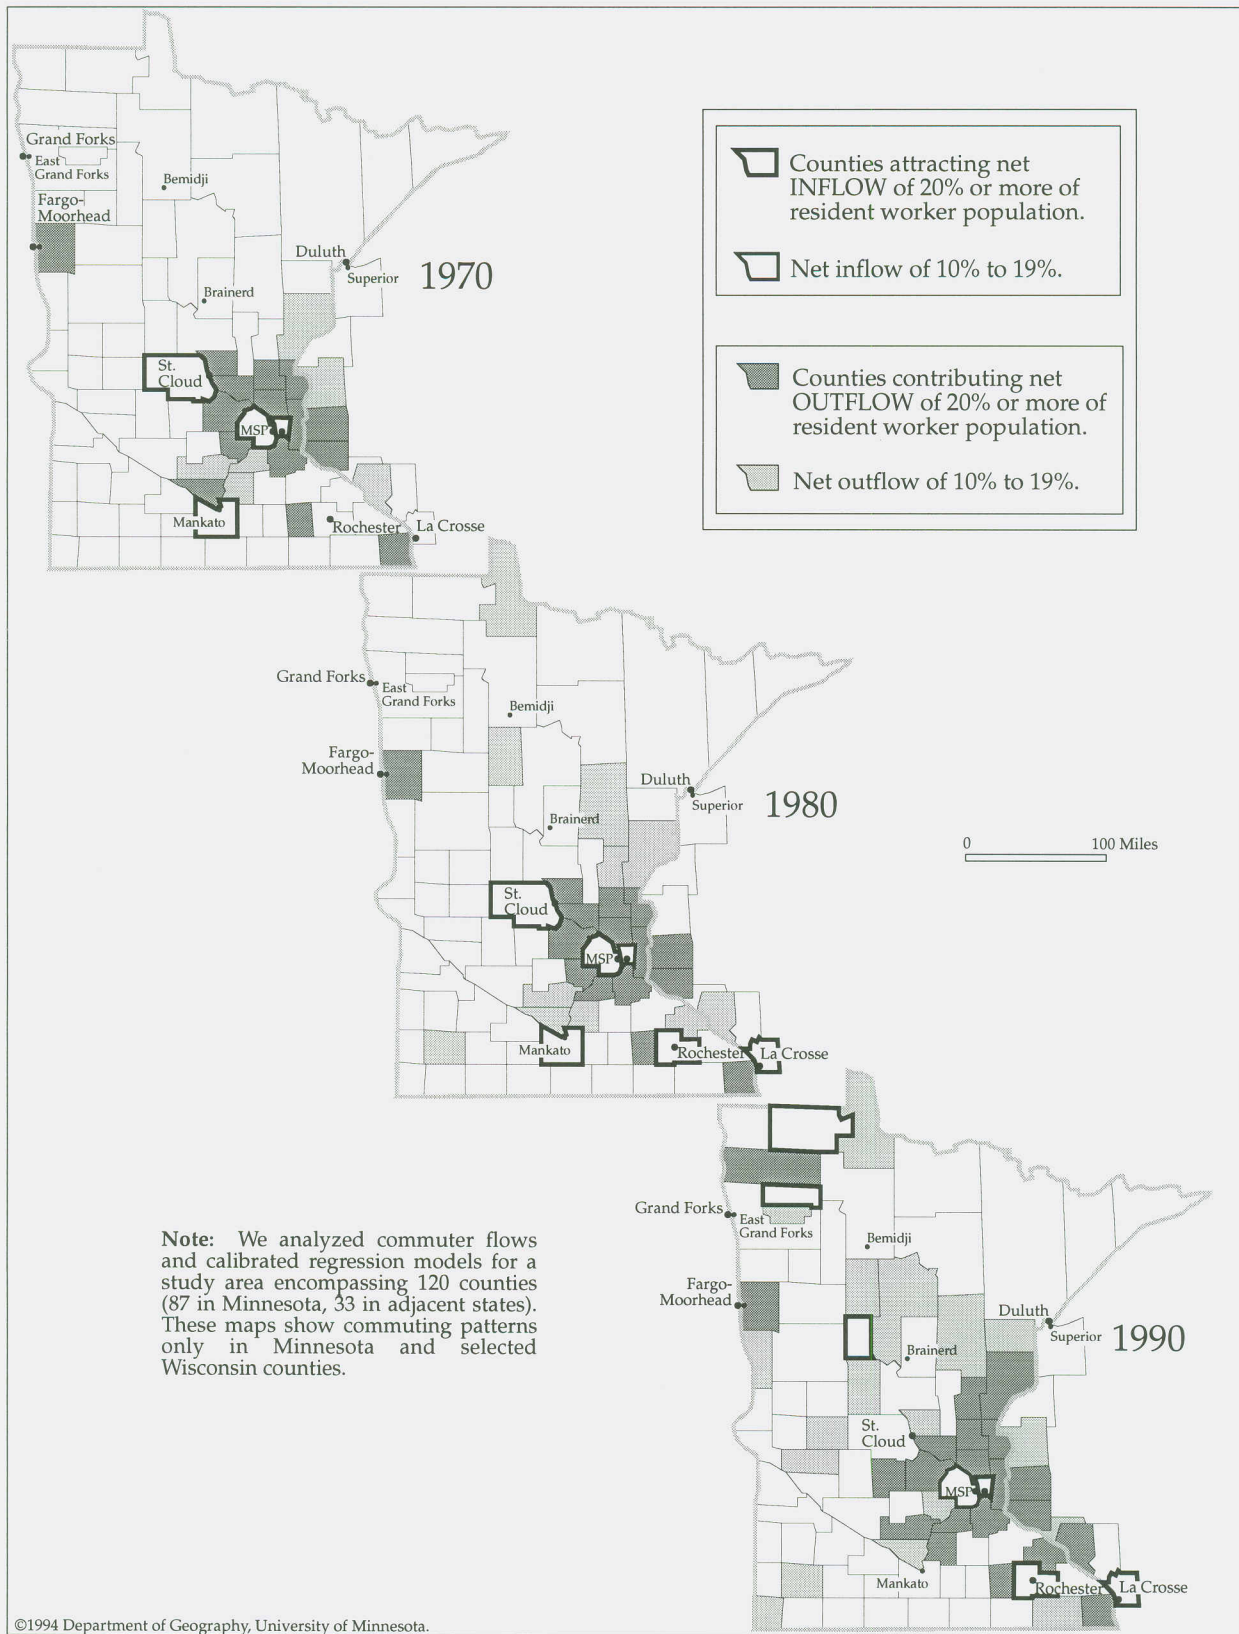 Grand Forks
East
Grand Forks
Bemidji
Fargo-
Moorhead
Duluth
Superior
1970
Brainerd
St.
Cloud
MSP
Mankato
Rochester
La Crosse
Counties attracting net
INFLOW of 20% or more of
resident worker population.
Net inflow of 10% to 19%.
Counties contributing net
OUTFLOW of 20% or more of
resident worker population.
Net outflow of 10% to 19%.
Grand Forks
East
Grand Forks
Bemidji
Fargo-
Moorhead
Duluth
Superior
1980
Brainerd
St.
Cloud
MSP
Mankato
Rochester
La Crosse
0 100 Miles
Grand Forks
East
Grand Forks
Bemidji
Fargo-
Moorhead
Duluth
Superior
1990
Brainerd
St.
Cloud
MSP
Mankato
Rochester
La Crosse
Note: We analyzed commuter flows
and calibrated regression models for a
study area encompassing 120 counties
(87 in Minnesota, 33 in adjacent states).
These maps show commuting patterns
only in Minnesota and selected
Wisconsin counties.
©1994 Department of Geography, University of Minnesota.